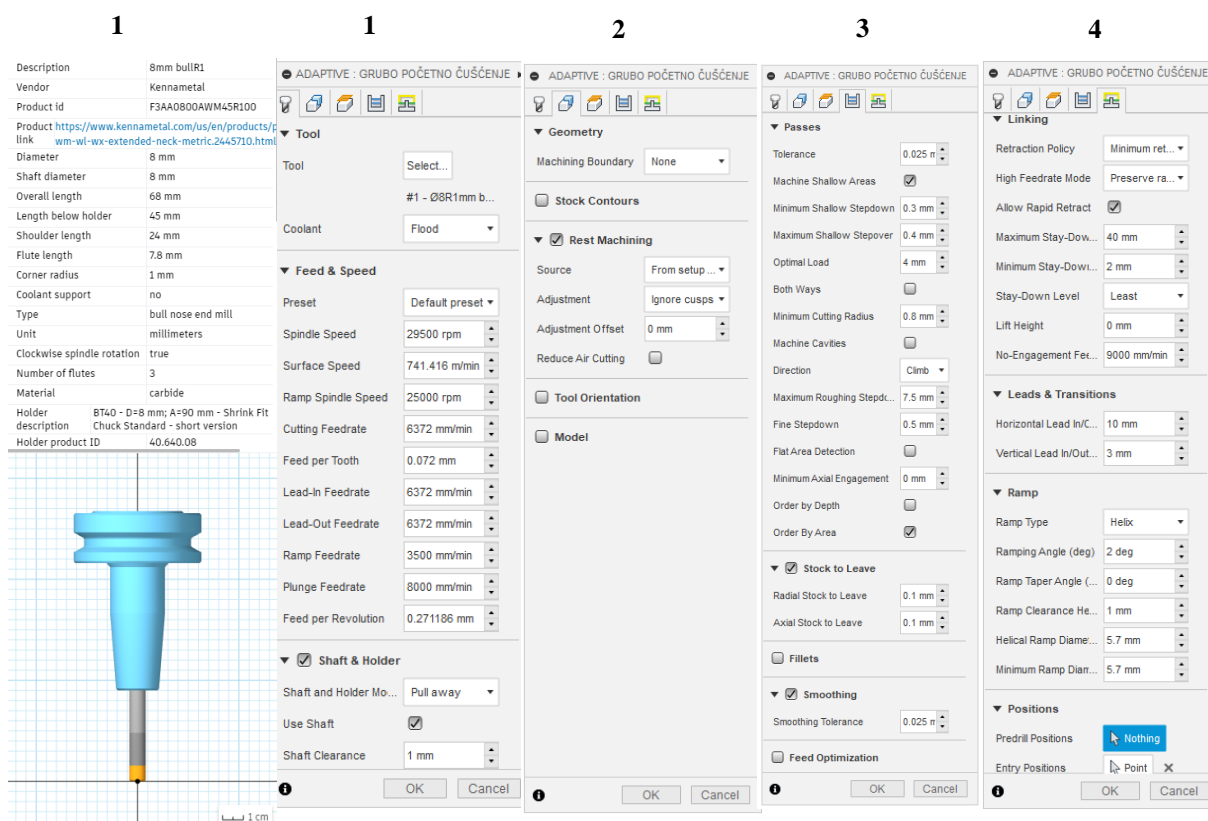 1
Description 8mm bullR1
Vendor Kennametal
Product id F3AA0800AWM45R100
Product link https://www.kennametal.com/us/en/products/p
wm-wl-wx-extended-neck-metric.2445710.html
Diameter 8 mm
Shaft diameter 8 mm
Overall length 68 mm
Length below holder 45 mm
Shoulder length 24 mm
Flute length 7.8 mm
Corner radius 1 mm
Coolant support no
Type bull nose end mill
Unit millimeters
Clockwise spindle rotation true
Number of flutes 3
Material carbide
Holder description BT40 - D=8 mm; A=90 mm - Shrink Fit
Chuck Standard - short version
Holder product ID 40.640.08
1 cm
1
ADAPTIVE : GRUBO POČETNO ČUŠĆENJE
Tool
Tool Select...
#1 - Ø8R1mm b...
Coolant Flood
Feed & Speed
Preset Default preset
Spindle Speed 29500 rpm
Surface Speed 741.416 m/min
Ramp Spindle Speed 25000 rpm
Cutting Feedrate 6372 mm/min
Feed per Tooth 0.072 mm
Lead-In Feedrate 6372 mm/min
Lead-Out Feedrate 6372 mm/min
Ramp Feedrate 3500 mm/min
Plunge Feedrate 8000 mm/min
Feed per Revolution 0.271186 mm
Shaft & Holder
Shaft and Holder Mo... Pull away
Use Shaft
Shaft Clearance 1 mm
OK Cancel
2
ADAPTIVE : GRUBO POČETNO ČUŠĆENJE
Geometry
Machining Boundary None
Stock Contours
Rest Machining
Source From setup ...
Adjustment Ignore cusps
Adjustment Offset 0 mm
Reduce Air Cutting
Tool Orientation
Model
OK Cancel
3
ADAPTIVE : GRUBO POČETNO ČUŠĆENJE
Passes
Tolerance 0.025 m
Machine Shallow Areas
Minimum Shallow Stepdown 0.3 mm
Maximum Shallow Stepover 0.4 mm
Optimal Load 4 mm
Both Ways
Minimum Cutting Radius 0.8 mm
Machine Cavities
Direction Climb
Maximum Roughing Stepdo... 7.5 mm
Fine Stepdown 0.5 mm
Flat Area Detection
Minimum Axial Engagement 0 mm
Order by Depth
Order By Area
Stock to Leave
Radial Stock to Leave 0.1 mm
Axial Stock to Leave 0.1 mm
Fillets
Smoothing
Smoothing Tolerance 0.025 m
Feed Optimization
OK Cancel
4
ADAPTIVE : GRUBO POČETNO ČUŠĆENJE
Linking
Retraction Policy Minimum ret...
High Feedrate Mode Preserve ra...
Allow Rapid Retract
Maximum Stay-Dow... 40 mm
Minimum Stay-Down... 2 mm
Stay-Down Level Least
Lift Height 0 mm
No-Engagement Fee... 9000 mm/min
Leads & Transitions
Horizontal Lead In/O... 10 mm
Vertical Lead In/Out... 3 mm
Ramp
Ramp Type Helix
Ramping Angle (deg) 2 deg
Ramp Taper Angle (... 0 deg
Ramp Clearance He... 1 mm
Helical Ramp Diame... 5.7 mm
Minimum Ramp Diam... 5.7 mm
Positions
Predrill Positions Nothing
Entry Positions Point
OK Cancel